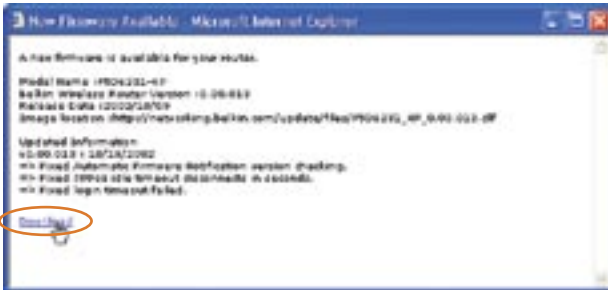 New Firmware Available - Microsoft Internet Explorer
A new firmware is available for your router.
Model Name :
Belkin Wireless Router Version :
Release Date :
Image location :
Updated Information
=> Fixed Automatic Firmware Notification version checking.
=> Fixed idle timeout disconnects in seconds.
=> Fixed login timeout failed.
Download